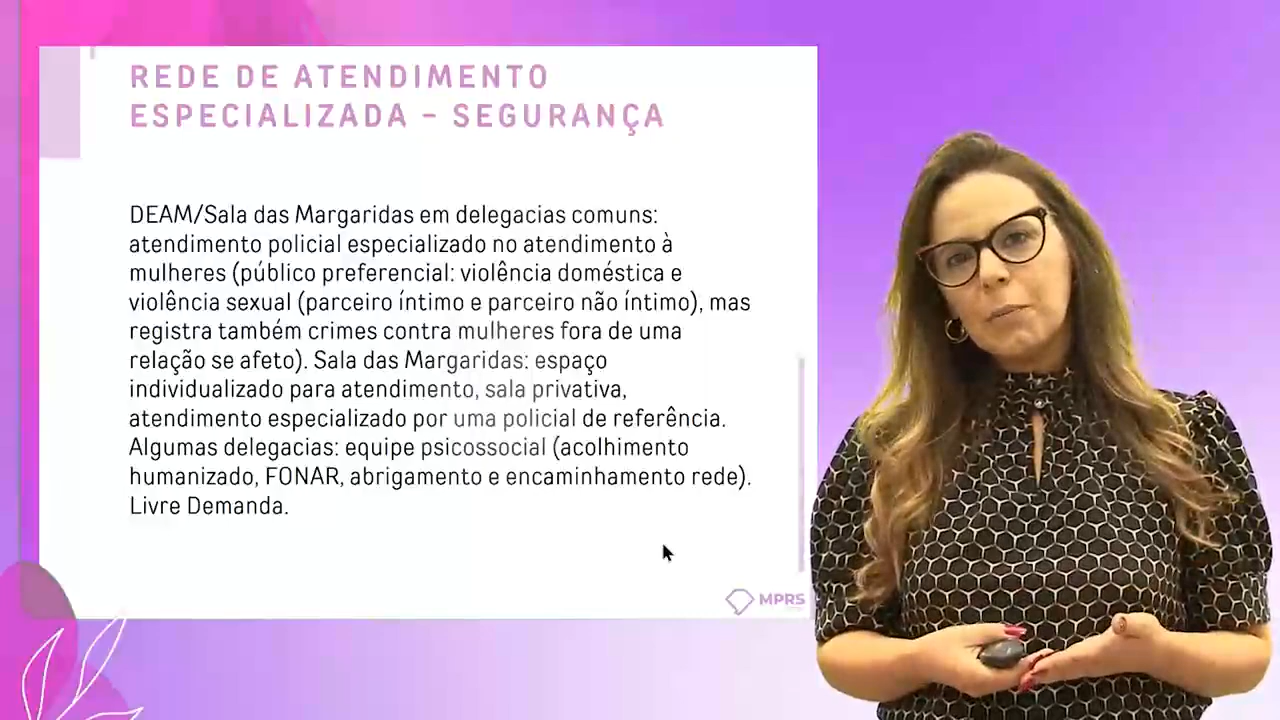 REDE DE ATENDIMENTO
ESPECIALIZADA – SEGURANÇA
DEAM/Sala das Margaridas em delegacias comuns:
atendimento policial especializado no atendimento à
mulheres (público preferencial: violência doméstica e
violência sexual (parceiro íntimo e parceiro não íntimo), mas
registra também crimes contra mulheres fora de uma
relação se afeto). Sala das Margaridas: espaço
individualizado para atendimento, sala privativa,
atendimento especializado por uma policial de referência.
Algumas delegacias: equipe psicossocial (acolhimento
humanizado, FONAR, abrigamento e encaminhamento rede).
Livre Demanda.
MPRS